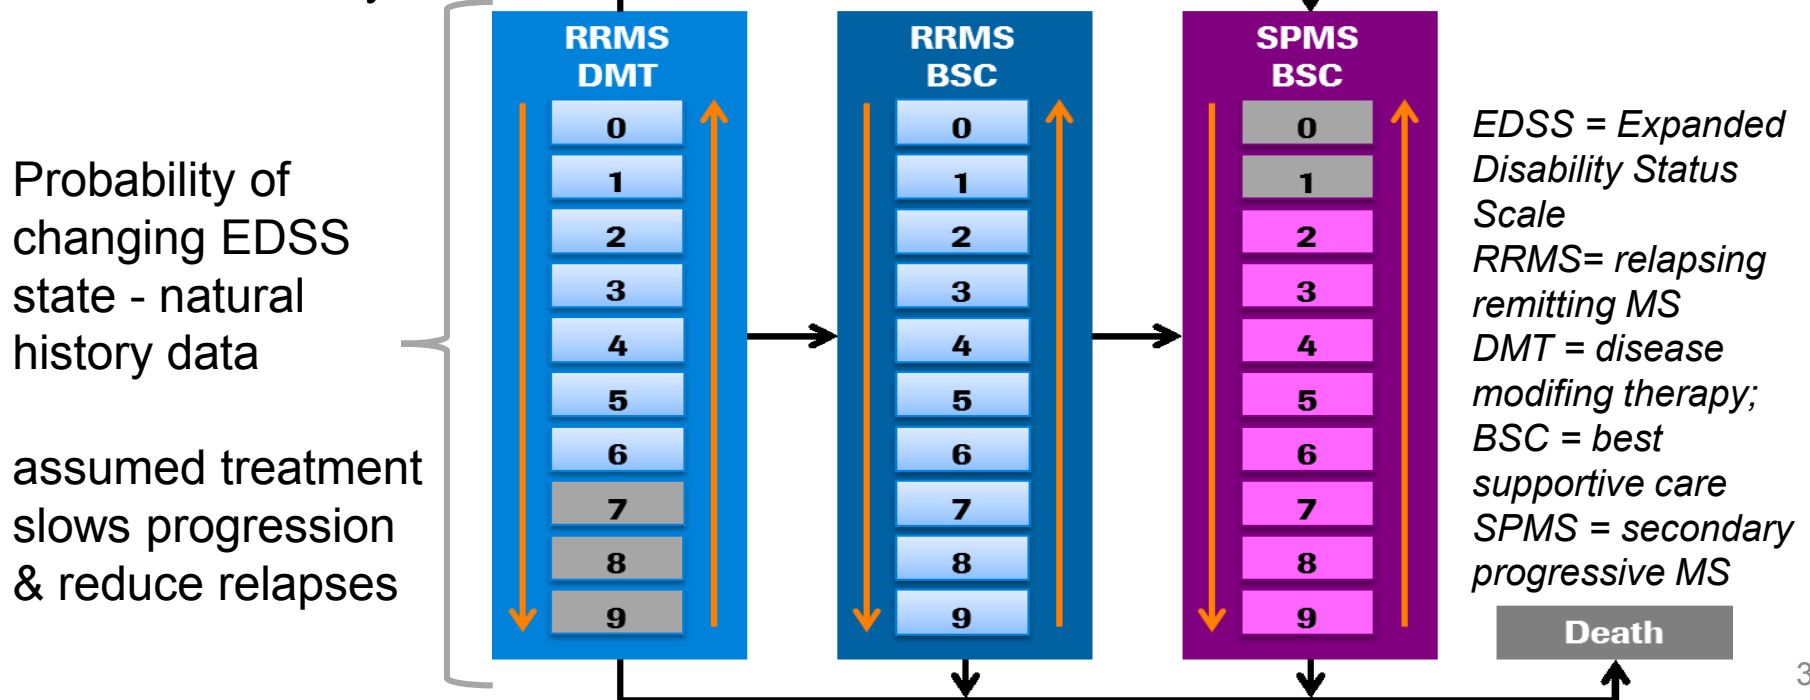 Probability of
changing EDSS
state - natural
history data
assumed treatment
slows progression
& reduce relapses
RRMS
DMT
0
1
2
3
4
5
6
7
8
9
RRMS
BSC
0
1
2
3
4
5
6
7
8
9
SPMS
BSC
0
1
2
3
4
5
6
7
8
9
EDSS = Expanded
Disability Status
Scale
RRMS= relapsing
remitting MS
DMT = disease
modifing therapy;
BSC = best
supportive care
SPMS = secondary
progressive MS
Death
3